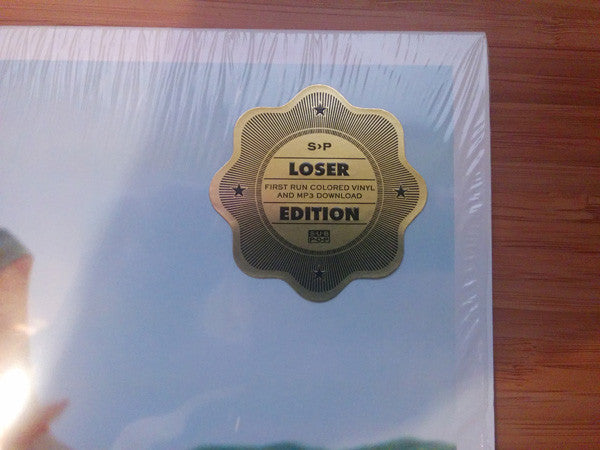 S>P
LOSER
FIRST RUN COLORED VINYL
AND MP3 DOWNLOAD
EDITION
SUB
POP